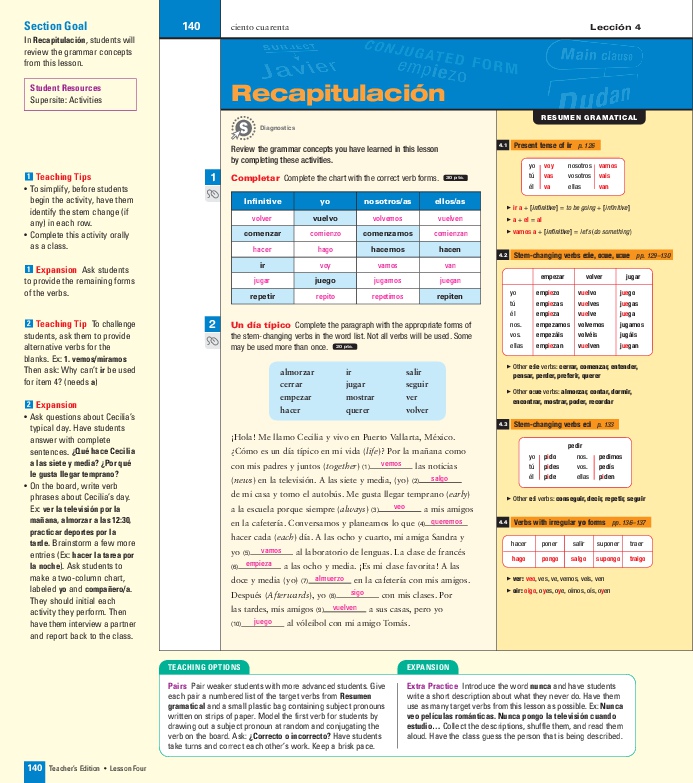 Section Goal
In Recapitulación, students will
review the grammar concepts
from this lesson.
Student Resources
Supersite: Activities
1 Teaching Tips
• To simplify, before students
begin the activity, have them
identify the stem change (if
any) in each row.
• Complete this activity orally
as a class.
1 Expansion Ask students
to provide the remaining forms
of the verbs.
2 Teaching Tip To challenge
students, ask them to provide
alternative verbs for the
blanks. Ex: 1. vemos/miramos
Then ask: Why can't ir be used
for item 4? (needs a)
2 Expansion
• Ask questions about Cecilia's
typical day. Have students
answer with complete
sentences. ¿Qué hace Cecilia
a las siete y media? ¿Por qué
le gusta llegar temprano?
• On the board, write verb
phrases about Cecilia's day.
Ex: ver la televisión por la
mañana, almorzar a las 12:30,
practicar deportes por la
tarde. Brainstorm a few more
entries (Ex: hacer la tarea por
la noche). Ask students to
make a two-column chart,
labeled yo and compañero/a.
They should initial each
activity they perform. Then
have them interview a partner
and report back to the class.
140 ciento cuarenta Lección 4
SUBJECT CONJUGATED FORM Main clause
Javier empiezo
Dudan
Recapitulación
Diagnostics
Review the grammar concepts you have learned in this lesson
by completing these activities.
1 Completar Complete the chart with the correct verb forms. 30 pts.
Infinitive yo nosotros/as ellos/as
volver vuelvo volvemos vuelven
comenzar comienzo comenzamos comienzan
hacer hago hacemos hacen
ir voy vamos van
jugar juego jugamos juegan
repetir repito repetimos repiten
2 Un día típico Complete the paragraph with the appropriate forms of
the stem-changing verbs in the word list. Not all verbs will be used. Some
may be used more than once. 30 pts.
almorzar ir salir
cerrar jugar seguir
empezar mostrar ver
hacer querer volver
¡Hola! Me llamo Cecilia y vivo en Puerto Vallarta, México.
¿Cómo es un día típico en mi vida (life)? Por la mañana como
con mis padres y juntos (together) (1) vemos las noticias
(news) en la televisión. A las siete y media, (yo) (2) salgo
de mi casa y tomo el autobús. Me gusta llegar temprano (early)
a la escuela porque siempre (always) (3) veo a mis amigos
en la cafetería. Conversamos y planeamos lo que (4) queremos
hacer cada (each) día. A las ocho y cuarto, mi amiga Sandra y
yo (5) vamos al laboratorio de lenguas. La clase de francés
(6) empieza a las ocho y media. ¡Es mi clase favorita! A las
doce y media (yo) (7) almuerzo en la cafetería con mis amigos.
Después (Afterwards), yo (8) sigo con mis clases. Por
las tardes, mis amigos (9) vuelven a sus casas, pero yo
(10) juego al vóleibol con mi amigo Tomás.
RESUMEN GRAMATICAL
4.1 Present tense of ir p. 126
yo voy nosotros vamos
tú vas vosotros vais
él va ellas van
▶ ir a + [infinitive] = to be going + [infinitive]
▶ a + el = al
▶ vamos a + [infinitive] = let's (do something)
4.2 Stem-changing verbs e:ie, o:ue, u:ue pp. 129–130
empezar volver jugar
yo empiezo vuelvo juego
tú empiezas vuelves juegas
él empieza vuelve juega
nos. empezamos volvemos jugamos
vos. empezáis volvéis jugáis
ellas empiezan vuelven juegan
▶ Other e:ie verbs: cerrar, comenzar, entender,
pensar, perder, preferir, querer
▶ Other o:ue verbs: almorzar, contar, dormir,
encontrar, mostrar, poder, recordar
4.3 Stem-changing verbs e:i p. 133
pedir
yo pido nos. pedimos
tú pides vos. pedís
él pide ellas piden
▶ Other e:i verbs: conseguir, decir, repetir, seguir
4.4 Verbs with irregular yo forms pp. 136–137
hacer poner salir suponer traer
hago pongo salgo supongo traigo
▶ ver: veo, ves, ve, vemos, veis, ven
▶ oír: oigo, oyes, oye, oímos, oís, oyen
TEACHING OPTIONS
Pairs Pair weaker students with more advanced students. Give
each pair a numbered list of the target verbs from Resumen
gramatical and a small plastic bag containing subject pronouns
written on strips of paper. Model the first verb for students by
drawing out a subject pronoun at random and conjugating the
verb on the board. Ask: ¿Correcto o incorrecto? Have students
take turns and correct each other's work. Keep a brisk pace.
EXPANSION
Extra Practice Introduce the word nunca and have students
write a short description about what they never do. Have them
use as many target verbs from this lesson as possible. Ex: Nunca
veo películas románticas. Nunca pongo la televisión cuando
estudio... Collect the descriptions, shuffle them, and read them
aloud. Have the class guess the person that is being described.
140 Teacher's Edition • Lesson Four